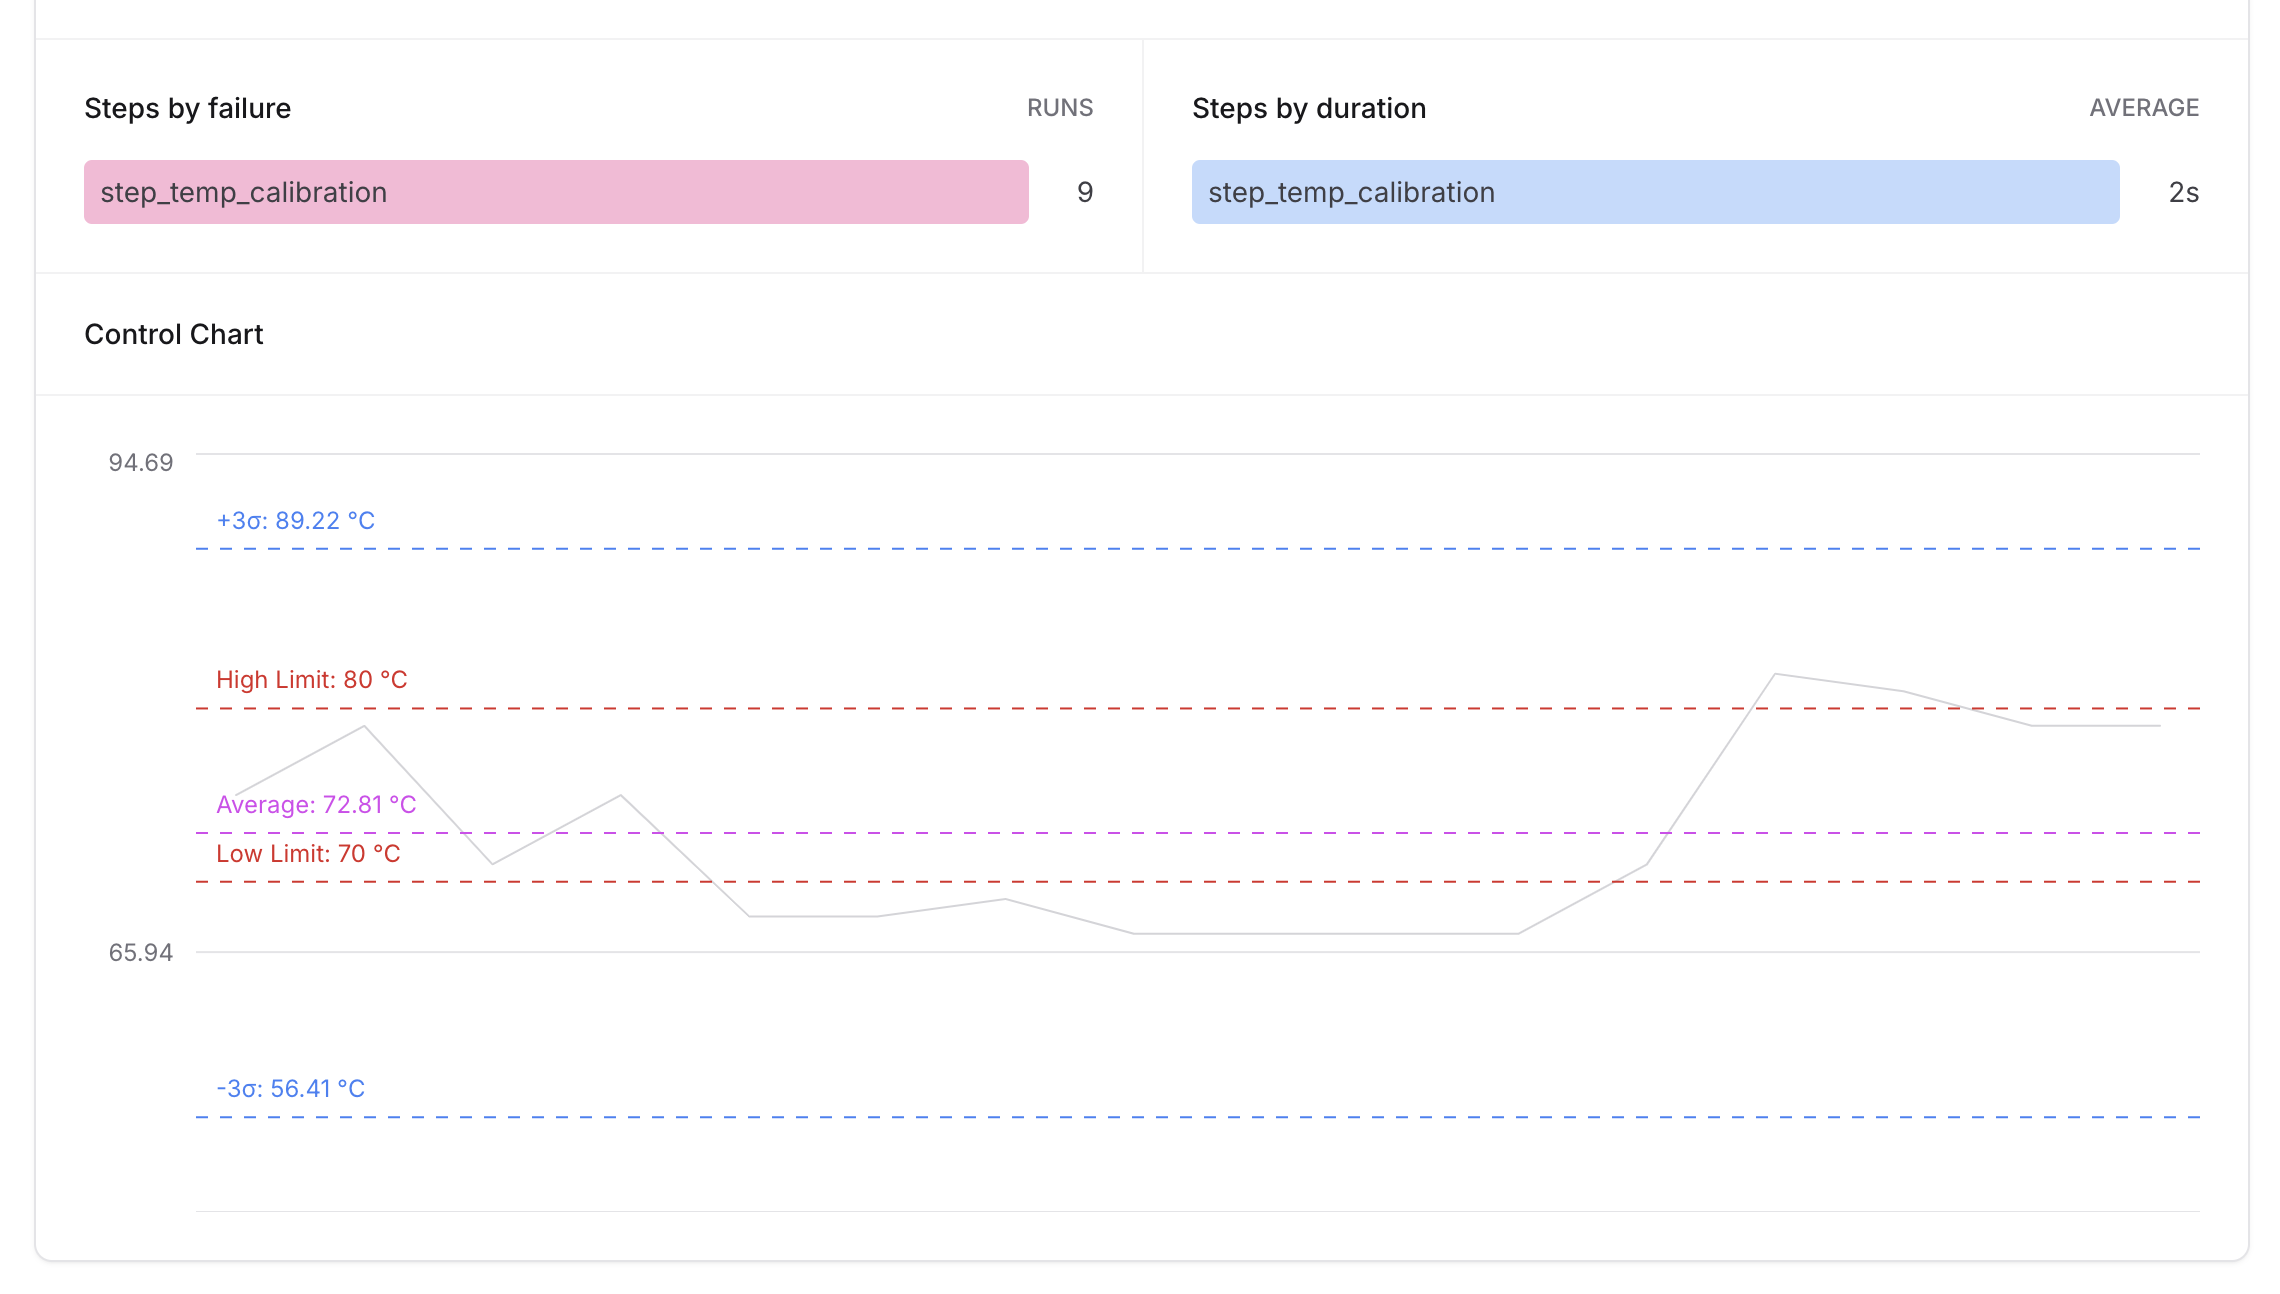 Steps by failure
RUNS
step_temp_calibration
9
Steps by duration
AVERAGE
step_temp_calibration
2s
Control Chart
94.69
+3σ: 89.22 °C
High Limit: 80 °C
Average: 72.81 °C
Low Limit: 70 °C
65.94
-3σ: 56.41 °C